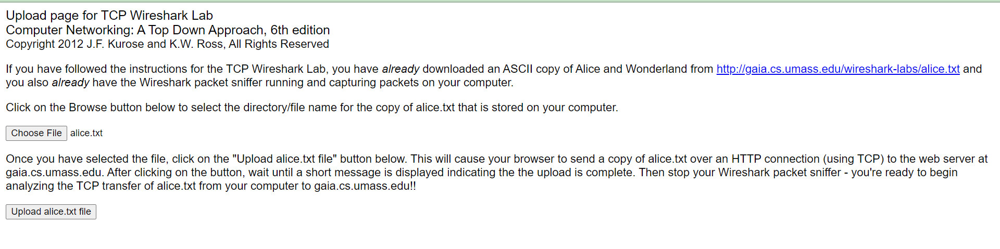 Upload page for TCP Wireshark Lab
Computer Networking: A Top Down Approach, 6th edition
Copyright 2012 J.F. Kurose and K.W. Ross, All Rights Reserved
If you have followed the instructions for the TCP Wireshark Lab, you have already downloaded an ASCII copy of Alice and Wonderland from http://gaia.cs.umass.edu/wireshark-labs/alice.txt and
you also already have the Wireshark packet sniffer running and capturing packets on your computer.
Click on the Browse button below to select the directory/file name for the copy of alice.txt that is stored on your computer.
Choose File alice.txt
Once you have selected the file, click on the "Upload alice.txt file" button below. This will cause your browser to send a copy of alice.txt over an HTTP connection (using TCP) to the web server at
gaia.cs.umass.edu. After clicking on the button, wait until a short message is displayed indicating the the upload is complete. Then stop your Wireshark packet sniffer - you're ready to begin
analyzing the TCP transfer of alice.txt from your computer to gaia.cs.umass.edu!!
Upload alice.txt file